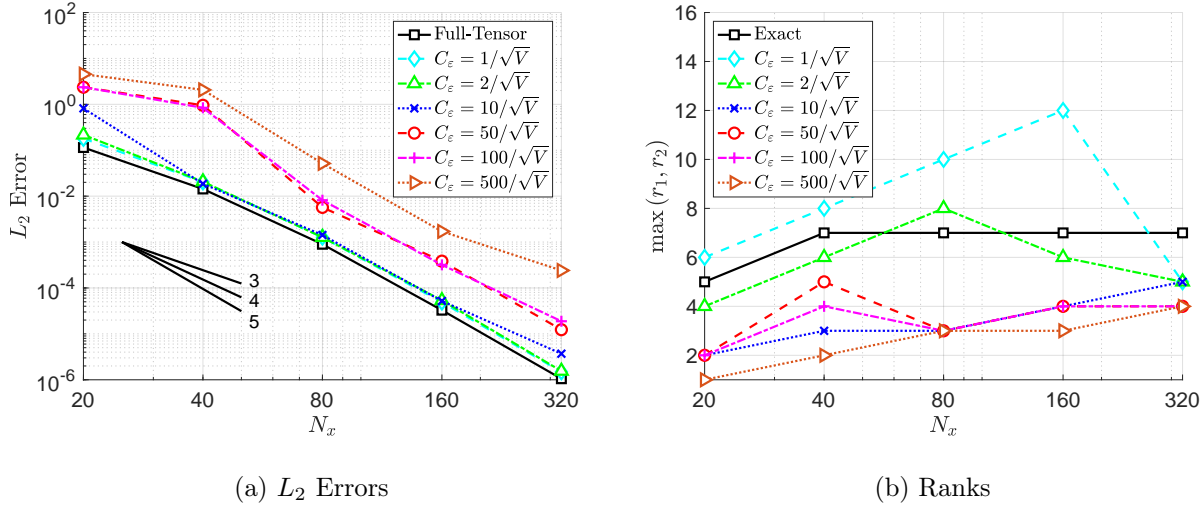 10^2
10^0
10^{-2}
10^{-4}
10^{-6}
L_2 Error
Full-Tensor
C_ε = 1/√V
C_ε = 2/√V
C_ε = 10/√V
C_ε = 50/√V
C_ε = 100/√V
C_ε = 500/√V
3
4
5
20 40 80 160 320
N_x
(a) L_2 Errors
16
14
12
10
8
6
4
2
max (r_1, r_2)
Exact
C_ε = 1/√V
C_ε = 2/√V
C_ε = 10/√V
C_ε = 50/√V
C_ε = 100/√V
C_ε = 500/√V
20 40 80 160 320
N_x
(b) Ranks